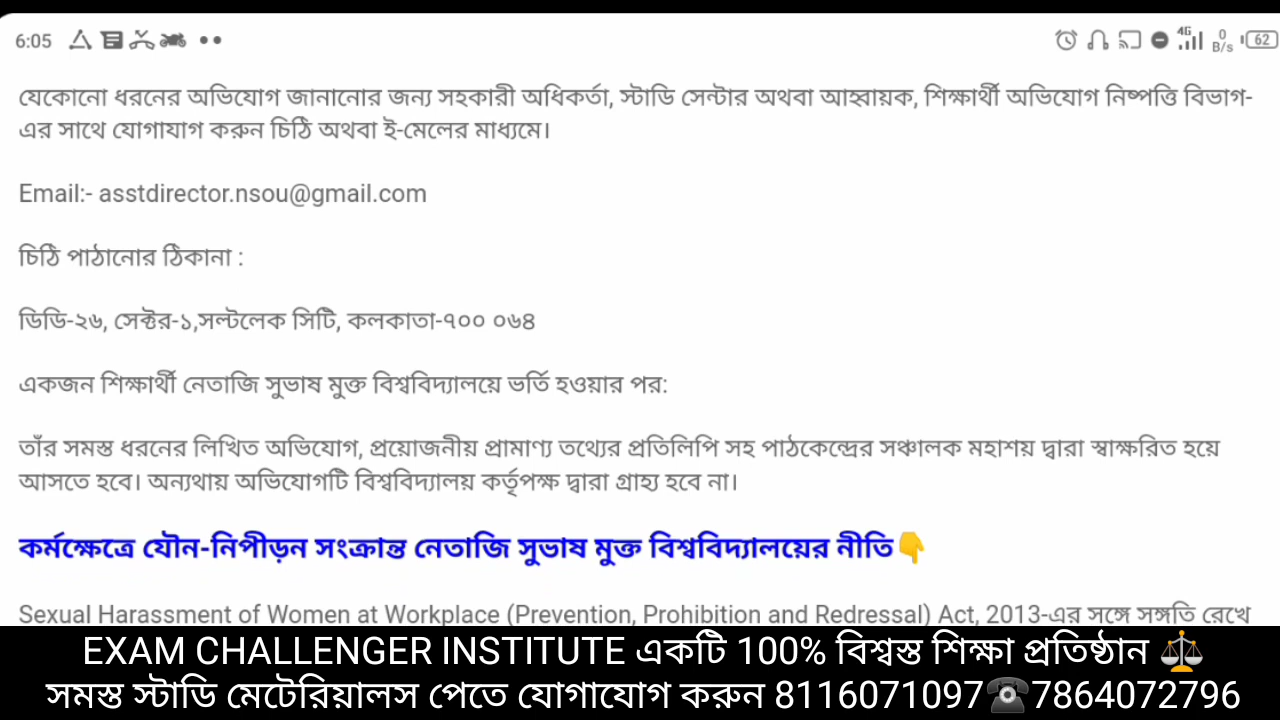 6:05
4G
0 B/s
62
যেকোনো ধরনের অভিযোগ জানানোর জন্য সহকারী অধিকর্তা, স্টাডি সেন্টার অথবা আহ্বায়ক, শিক্ষার্থী অভিযোগ নিষ্পত্তি বিভাগ-
এর সাথে যোগাযাগ করুন চিঠি অথবা ই-মেলের মাধ্যমে।
Email:- asstdirector.nsou@gmail.com
চিঠি পাঠানোর ঠিকানা :
ডিডি-২৬, সেক্টর-১,সল্টলেক সিটি, কলকাতা-৭০০ ০৬৪
একজন শিক্ষার্থী নেতাজি সুভাষ মুক্ত বিশ্ববিদ্যালয়ে ভর্তি হওয়ার পর:
তাঁর সমস্ত ধরনের লিখিত অভিযোগ, প্রয়োজনীয় প্রামাণ্য তথ্যের প্রতিলিপি সহ পাঠকেন্দ্রের সঞ্চালক মহাশয় দ্বারা স্বাক্ষরিত হয়ে
আসতে হবে। অন্যথায় অভিযোগটি বিশ্ববিদ্যালয় কর্তৃপক্ষ দ্বারা গ্রাহ্য হবে না।
কর্মক্ষেত্রে যৌন-নিপীড়ন সংক্রান্ত নেতাজি সুভাষ মুক্ত বিশ্ববিদ্যালয়ের নীতি👇
Sexual Harassment of Women at Workplace (Prevention, Prohibition and Redressal) Act, 2013-এর সঙ্গে সঙ্গতি রেখে
EXAM CHALLENGER INSTITUTE একটি 100% বিশ্বস্ত শিক্ষা প্রতিষ্ঠান ⚖️
সমস্ত স্টাডি মেটেরিয়ালস পেতে যোগাযোগ করুন 8116071097☎️7864072796